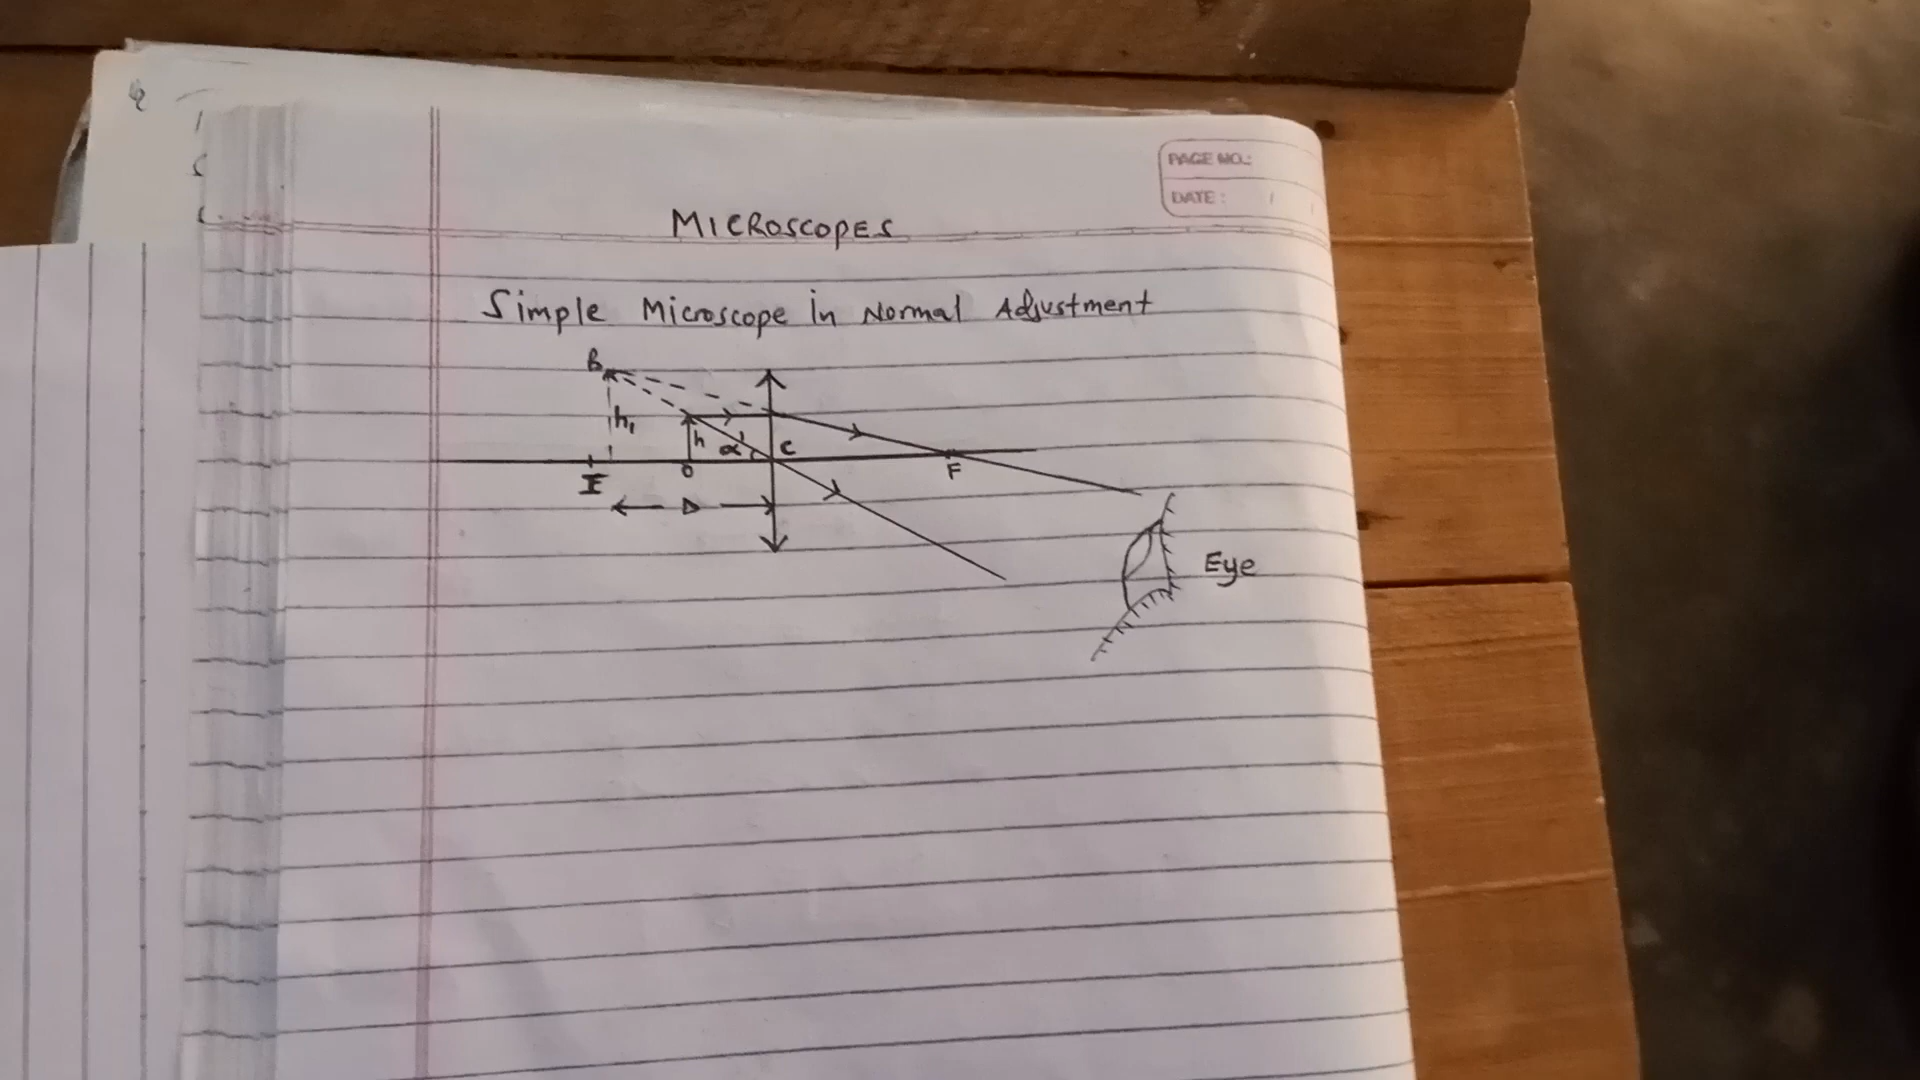 PAGE NO.:
DATE: / /
MICROSCOPES
Simple Microscope in Normal Adjustment
B
h₁
h
α'
C
I
O
F
D
Eye